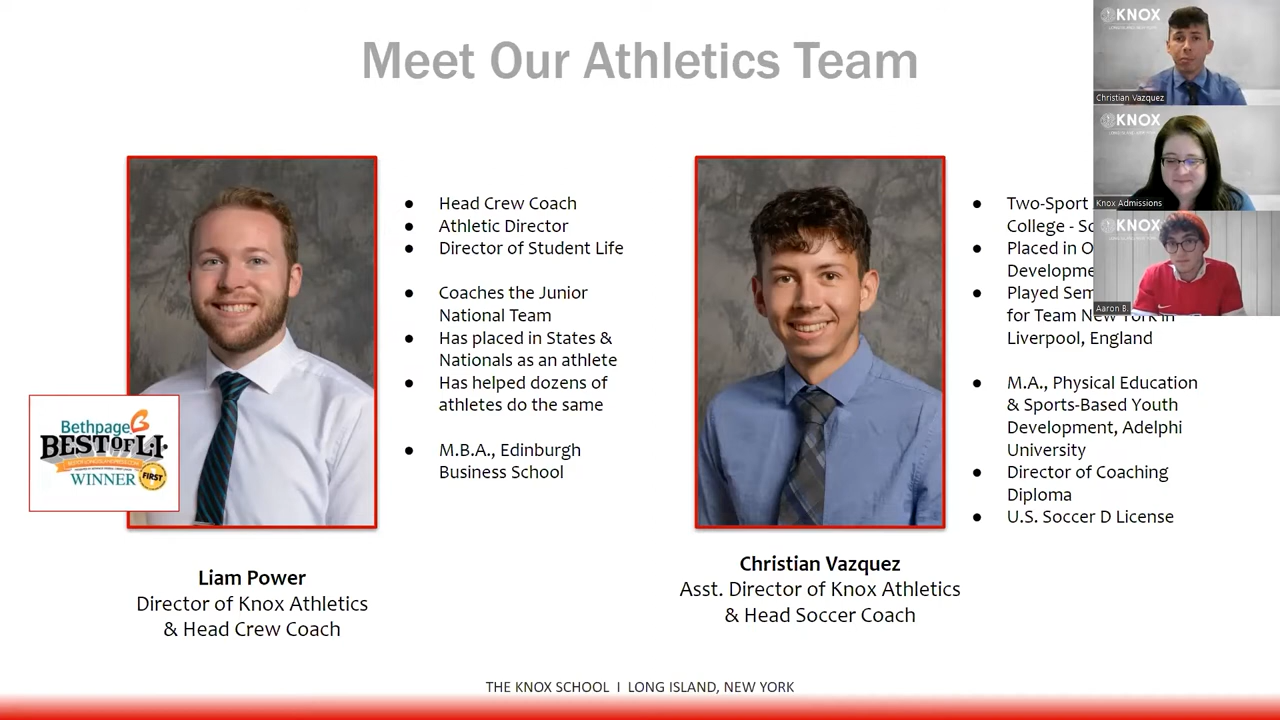 Meet Our Athletics Team
Head Crew Coach
Athletic Director
Director of Student Life
Coaches the Junior
National Team
Has placed in States &
Nationals as an athlete
Has helped dozens of
athletes do the same
M.B.A., Edinburgh
Business School
Bethpage
BEST OF L.I.
WINNER
FIRST
Liam Power
Director of Knox Athletics
& Head Crew Coach
Two-Sport
College - 
Placed in
Played
for Team New York in
Liverpool, England
M.A., Physical Education
& Sports-Based Youth
Development, Adelphi
University
Director of Coaching
Diploma
U.S. Soccer D License
Christian Vazquez
Asst. Director of Knox Athletics
& Head Soccer Coach
KNOX
Christian Vazquez
KNOX
Knox Admissions
KNOX
Aaron B.
THE KNOX SCHOOL I LONG ISLAND, NEW YORK